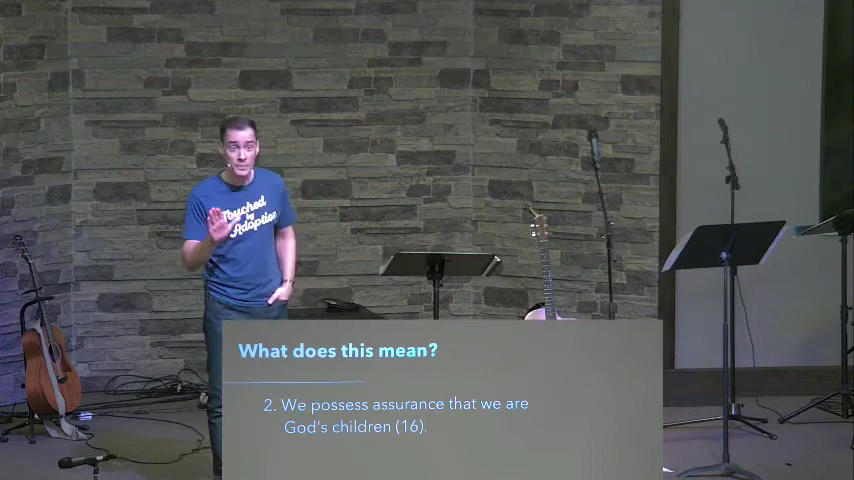 Touched
by
Adoption
What does this mean?
2. We possess assurance that we are
God's children (16).